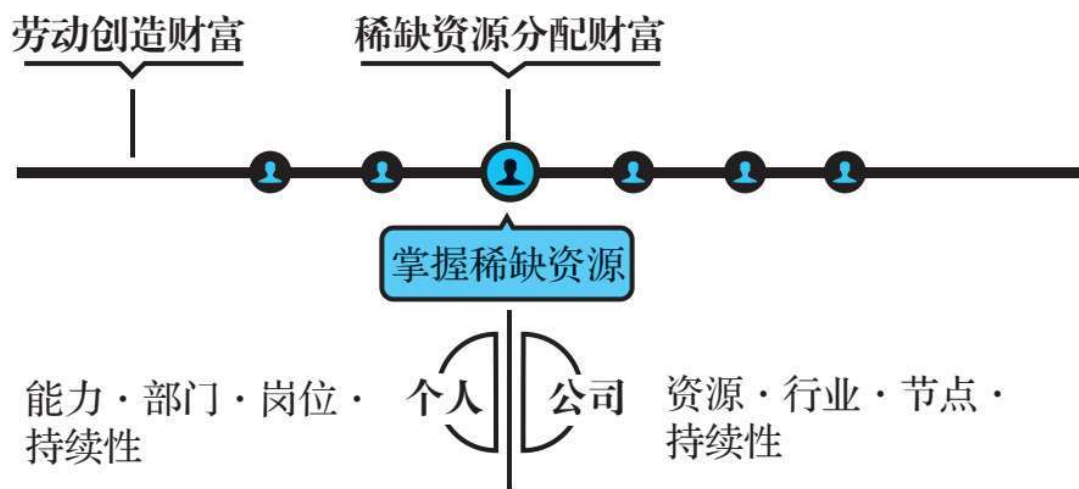 劳动创造财富
稀缺资源分配财富
掌握稀缺资源
能力·部门·岗位·
持续性
个人
公司
资源·行业·节点·
持续性